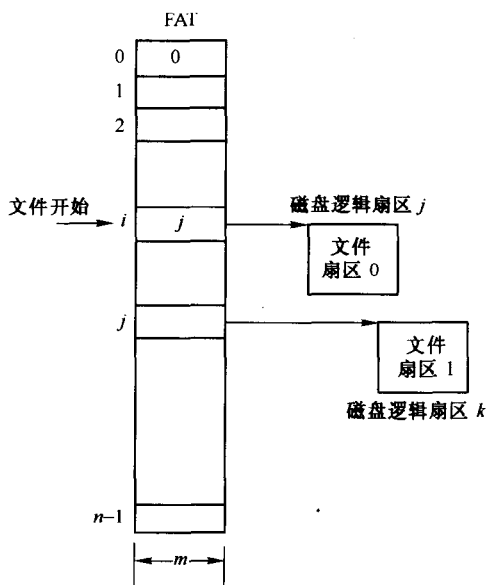 FAT
0 0
1
2
文件开始
i j
磁盘逻辑扇区 j
文件
扇区 0
j
文件
扇区 1
磁盘逻辑扇区 k
n–1
m